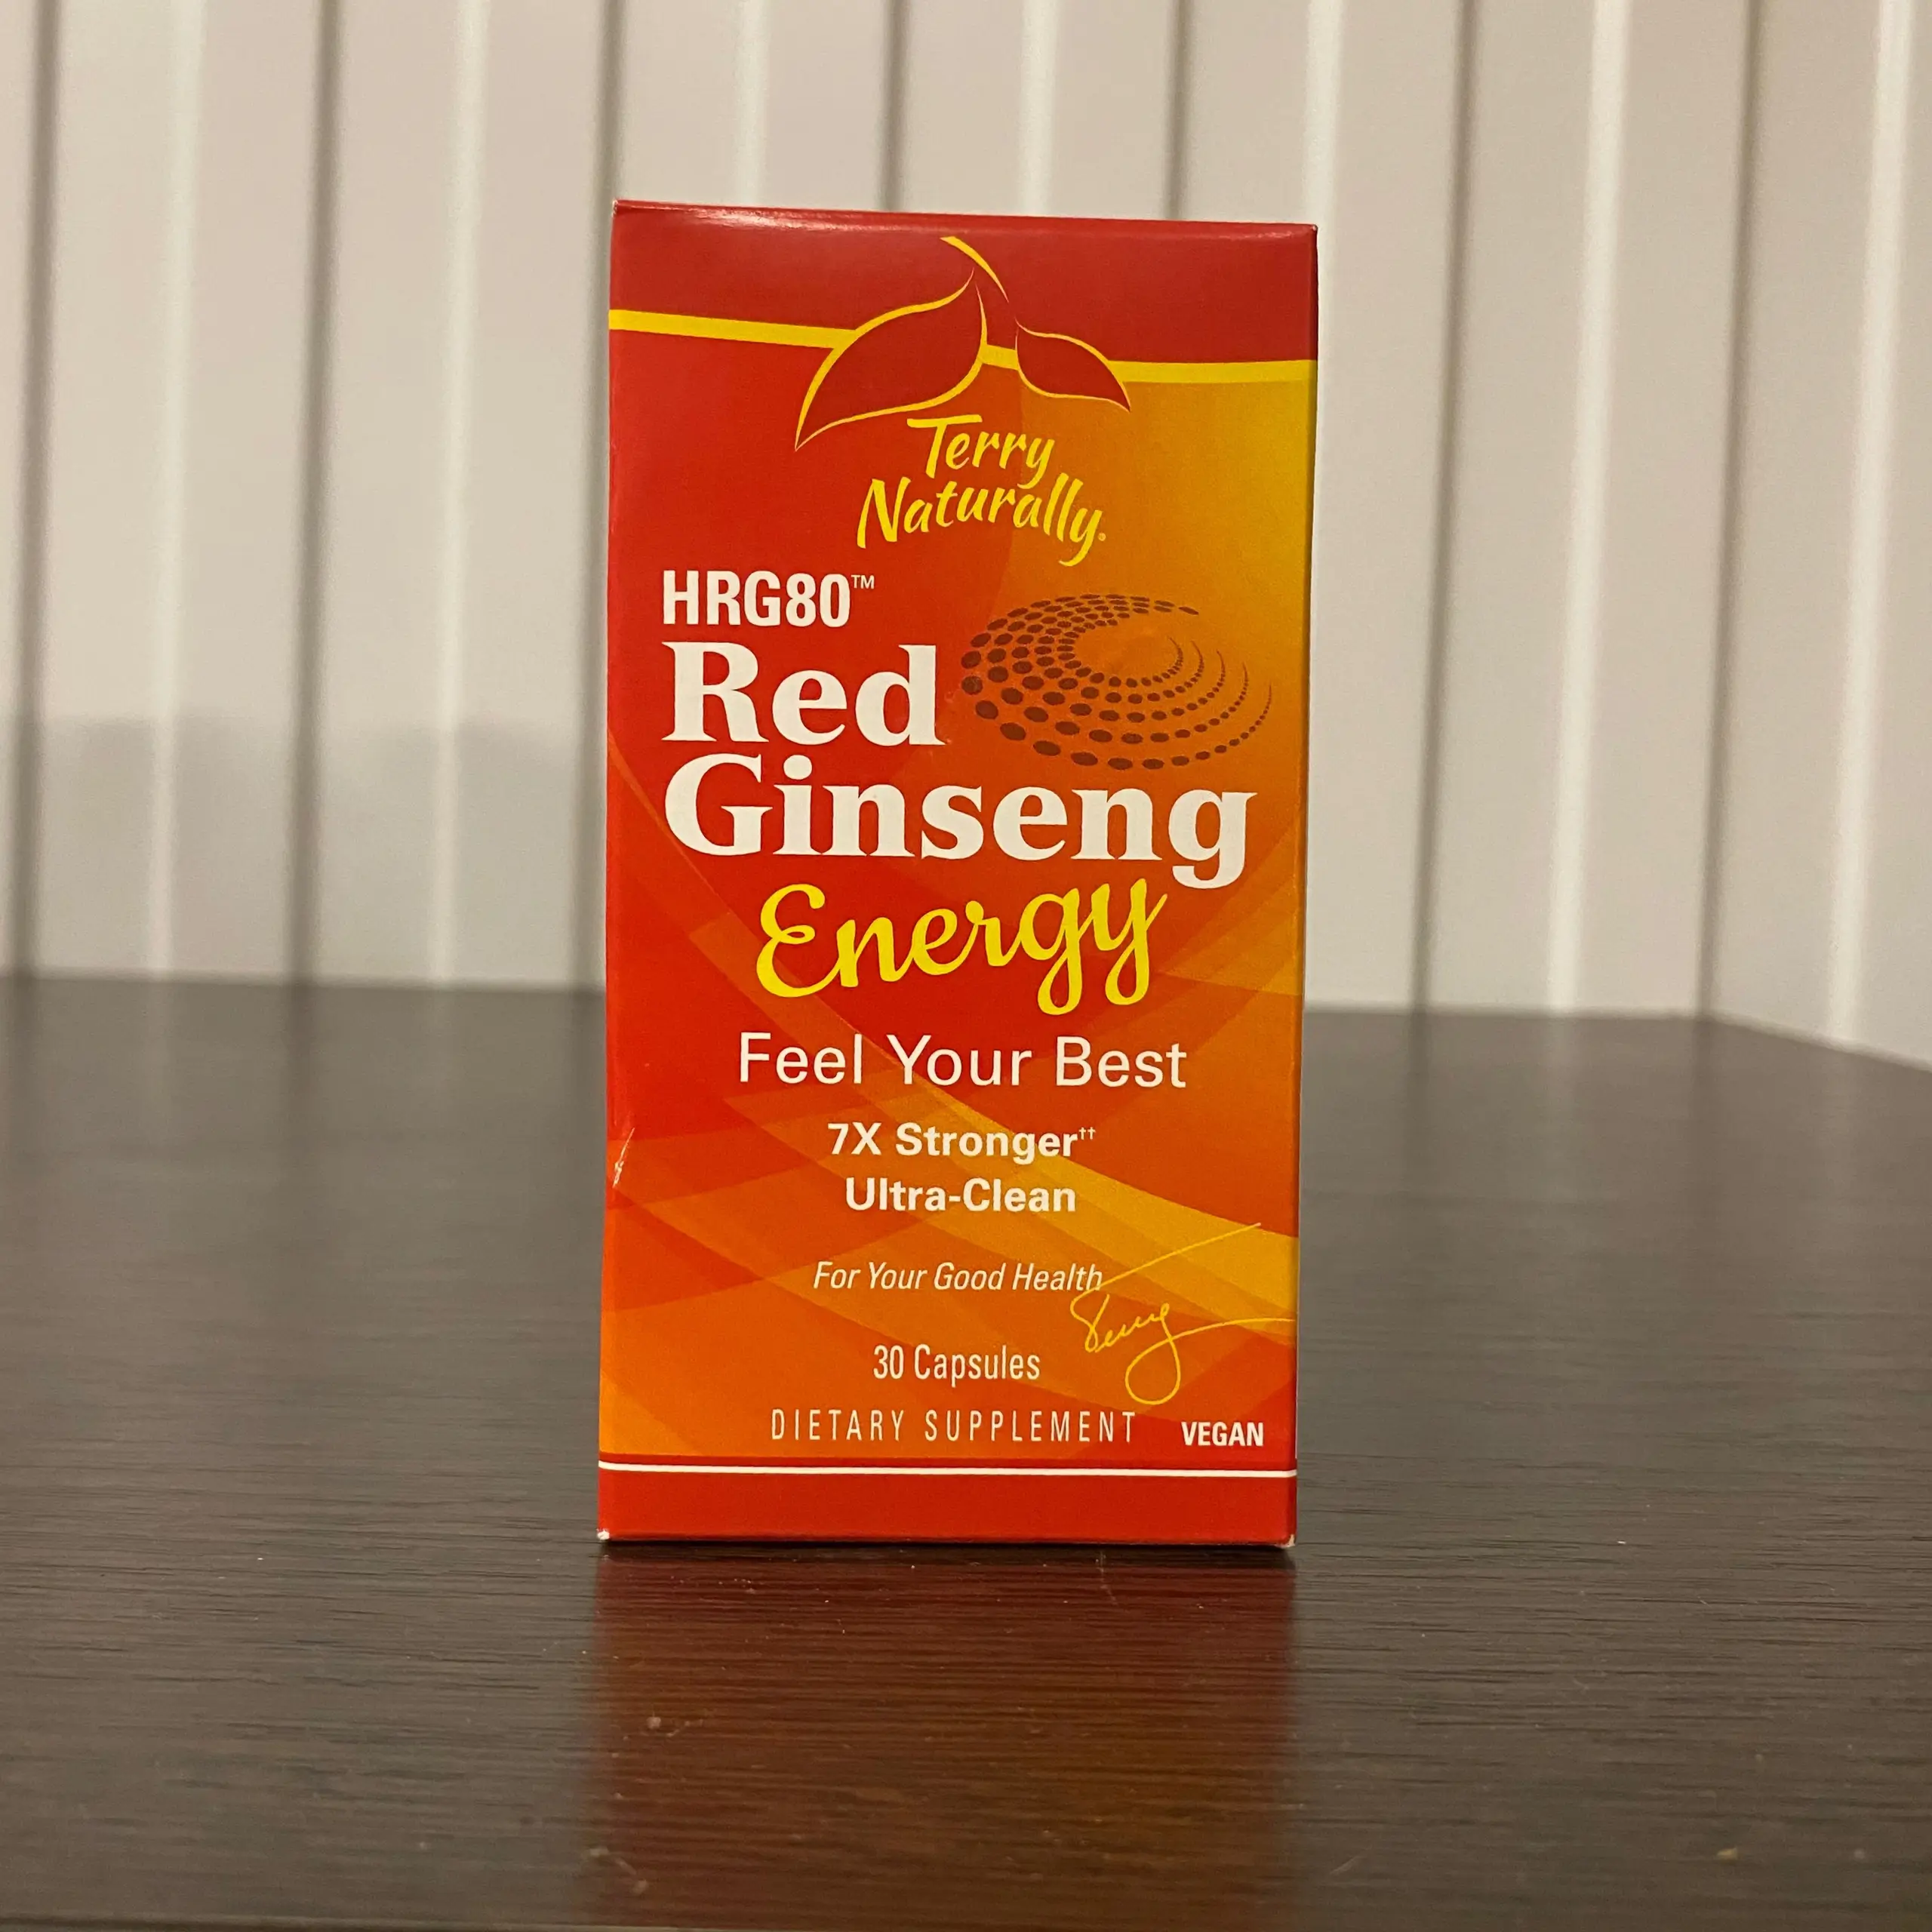 Terry
Naturally®
HRG80™
Red
Ginseng
Energy
Feel Your Best
7X Stronger††
Ultra-Clean
For Your Good Health
Terry
30 Capsules
DIETARY SUPPLEMENT
VEGAN